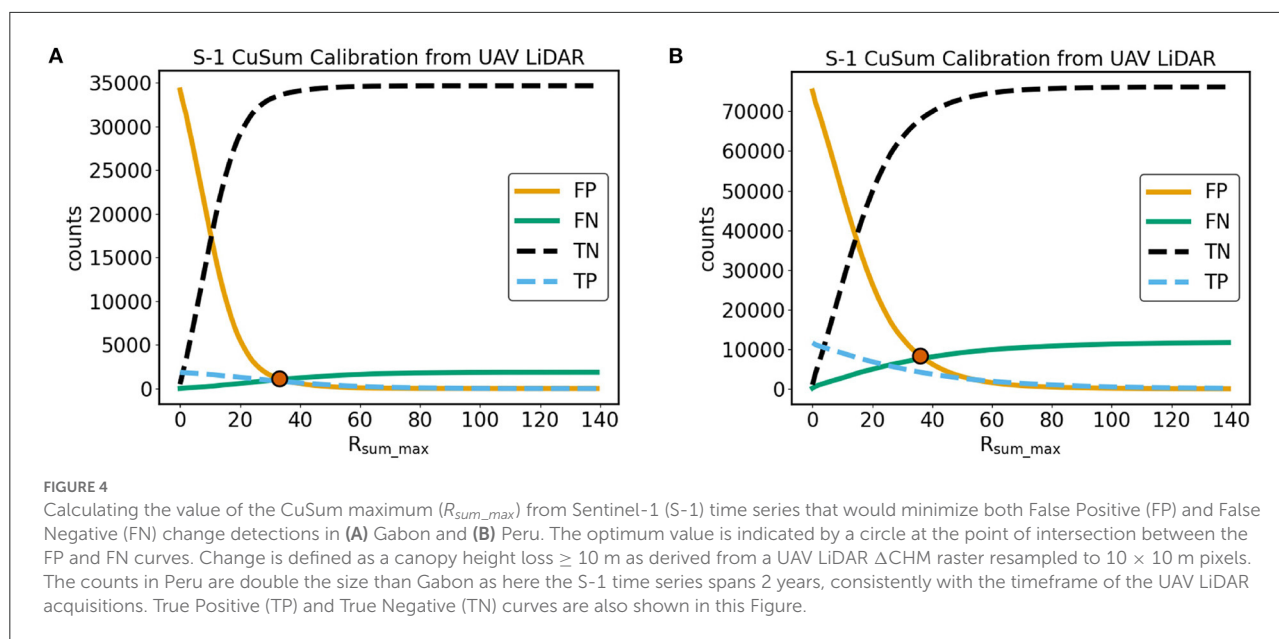 A
S-1 CuSum Calibration from UAV LiDAR
35000
30000
25000
20000
15000
10000
5000
0
counts
FP
FN
TN
TP
0 20 40 60 80 100 120 140
R_sum_max
B
S-1 CuSum Calibration from UAV LiDAR
70000
60000
50000
40000
30000
20000
10000
0
counts
FP
FN
TN
TP
0 20 40 60 80 100 120 140
R_sum_max
FIGURE 4
Calculating the value of the CuSum maximum (R_sum_max) from Sentinel-1 (S-1) time series that would minimize both False Positive (FP) and False
Negative (FN) change detections in (A) Gabon and (B) Peru. The optimum value is indicated by a circle at the point of intersection between the
FP and FN curves. Change is defined as a canopy height loss ≥ 10 m as derived from a UAV LiDAR ΔCHM raster resampled to 10 × 10 m pixels.
The counts in Peru are double the size than Gabon as here the S-1 time series spans 2 years, consistently with the timeframe of the UAV LiDAR
acquisitions. True Positive (TP) and True Negative (TN) curves are also shown in this Figure.